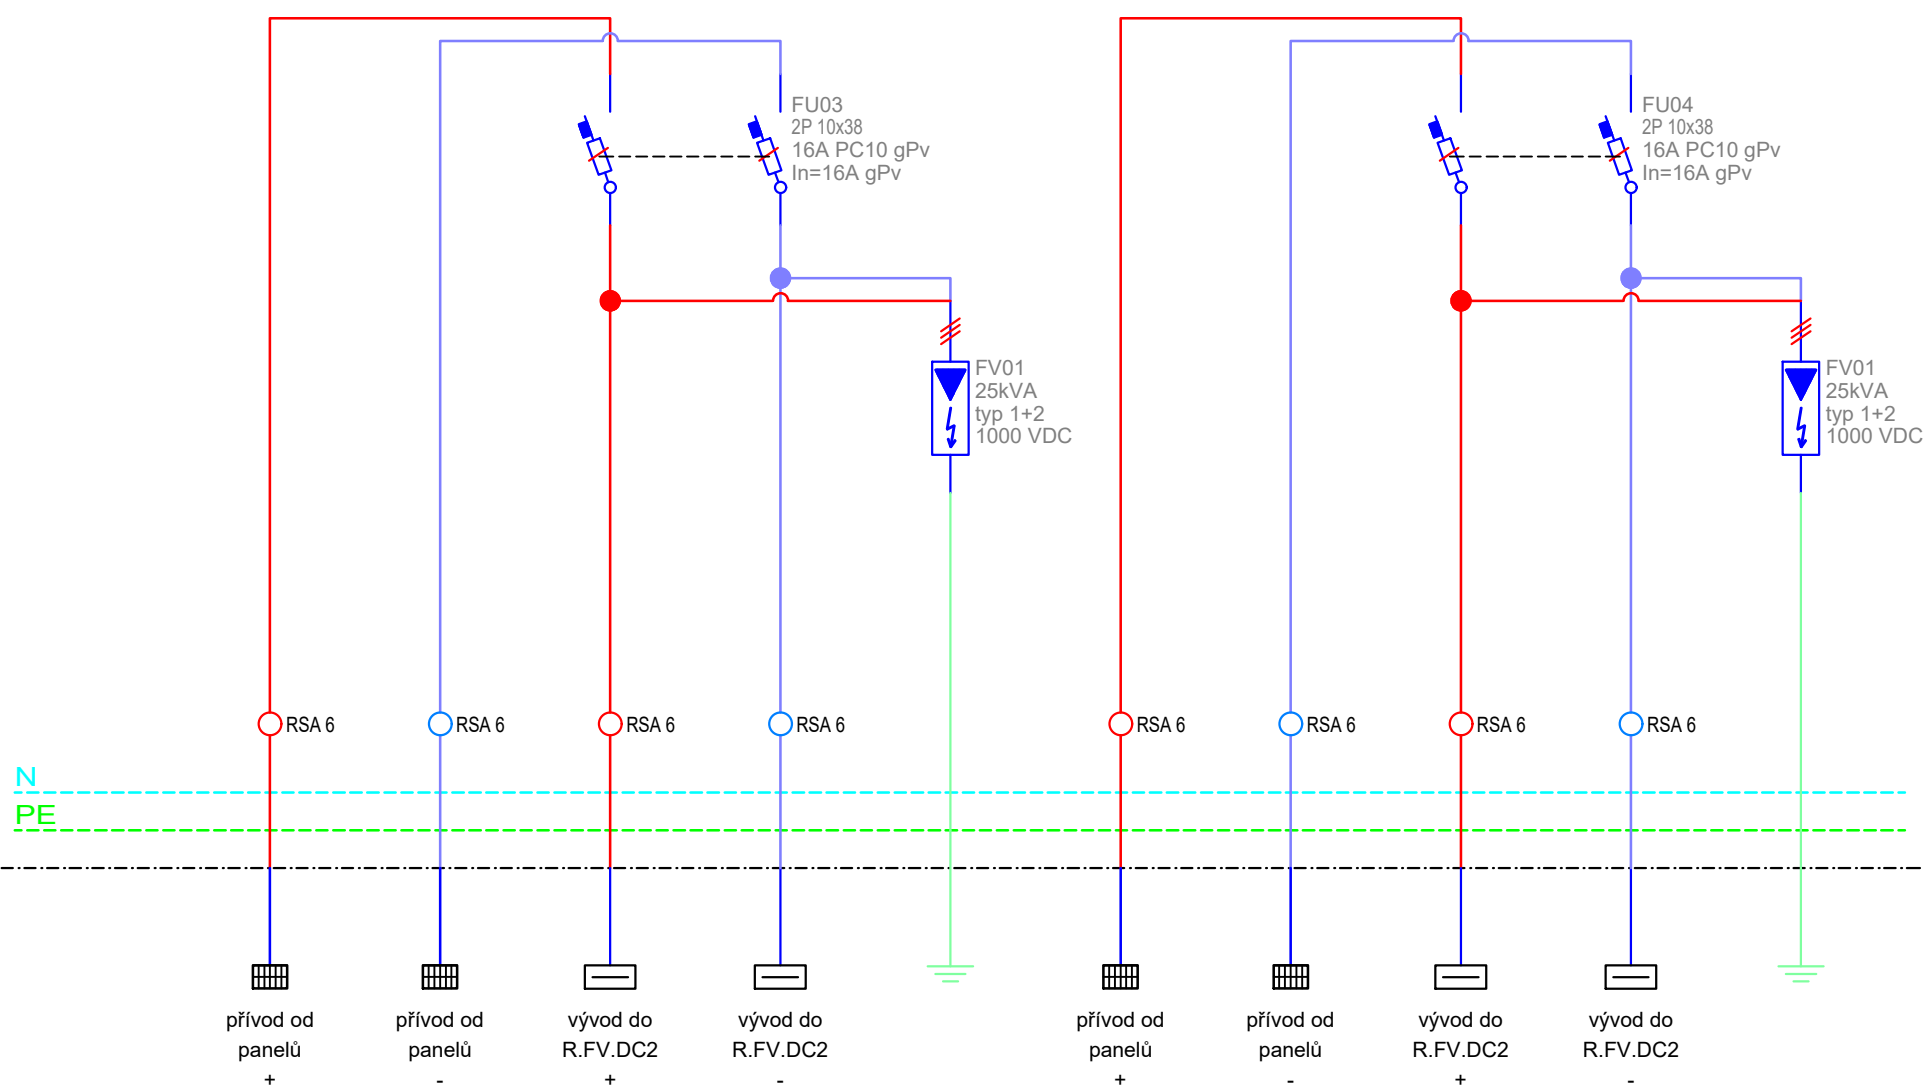 FU03
2P 10x38
16A PC10 gPv
In=16A gPv
FU04
2P 10x38
16A PC10 gPv
In=16A gPv
FV01
25kVA
typ 1+2
1000 VDC
FV01
25kVA
typ 1+2
1000 VDC
RSA 6
RSA 6
RSA 6
RSA 6
RSA 6
RSA 6
RSA 6
RSA 6
N
PE
přívod od
panelů
+
přívod od
panelů
-
vývod do
R.FV.DC2
+
vývod do
R.FV.DC2
-
přívod od
panelů
+
přívod od
panelů
-
vývod do
R.FV.DC2
+
vývod do
R.FV.DC2
-